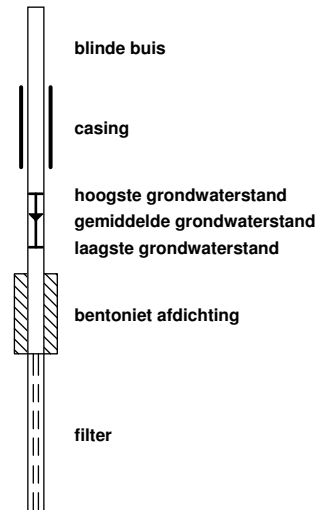 blinde buis
casing
hoogste grondwaterstand
gemiddelde grondwaterstand
laagste grondwaterstand
bentoniet afdichting
filter